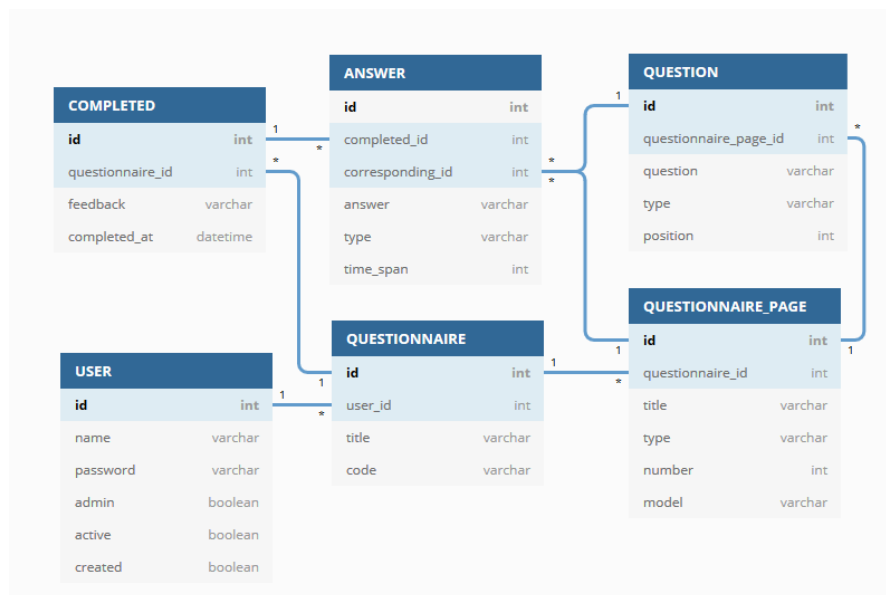 COMPLETED
id int
questionnaire_id int
feedback varchar
completed_at datetime
1
*
*
ANSWER
id int
completed_id int
corresponding_id int
answer varchar
type varchar
time_span int
*
*
1
QUESTION
id int
questionnaire_page_id int
question varchar
type varchar
position int
*
USER
id int
name varchar
password varchar
admin boolean
active boolean
created boolean
1
*
1
QUESTIONNAIRE
id int
user_id int
title varchar
code varchar
1
*
1
1
QUESTIONNAIRE_PAGE
id int
questionnaire_id int
title varchar
type varchar
number int
model varchar